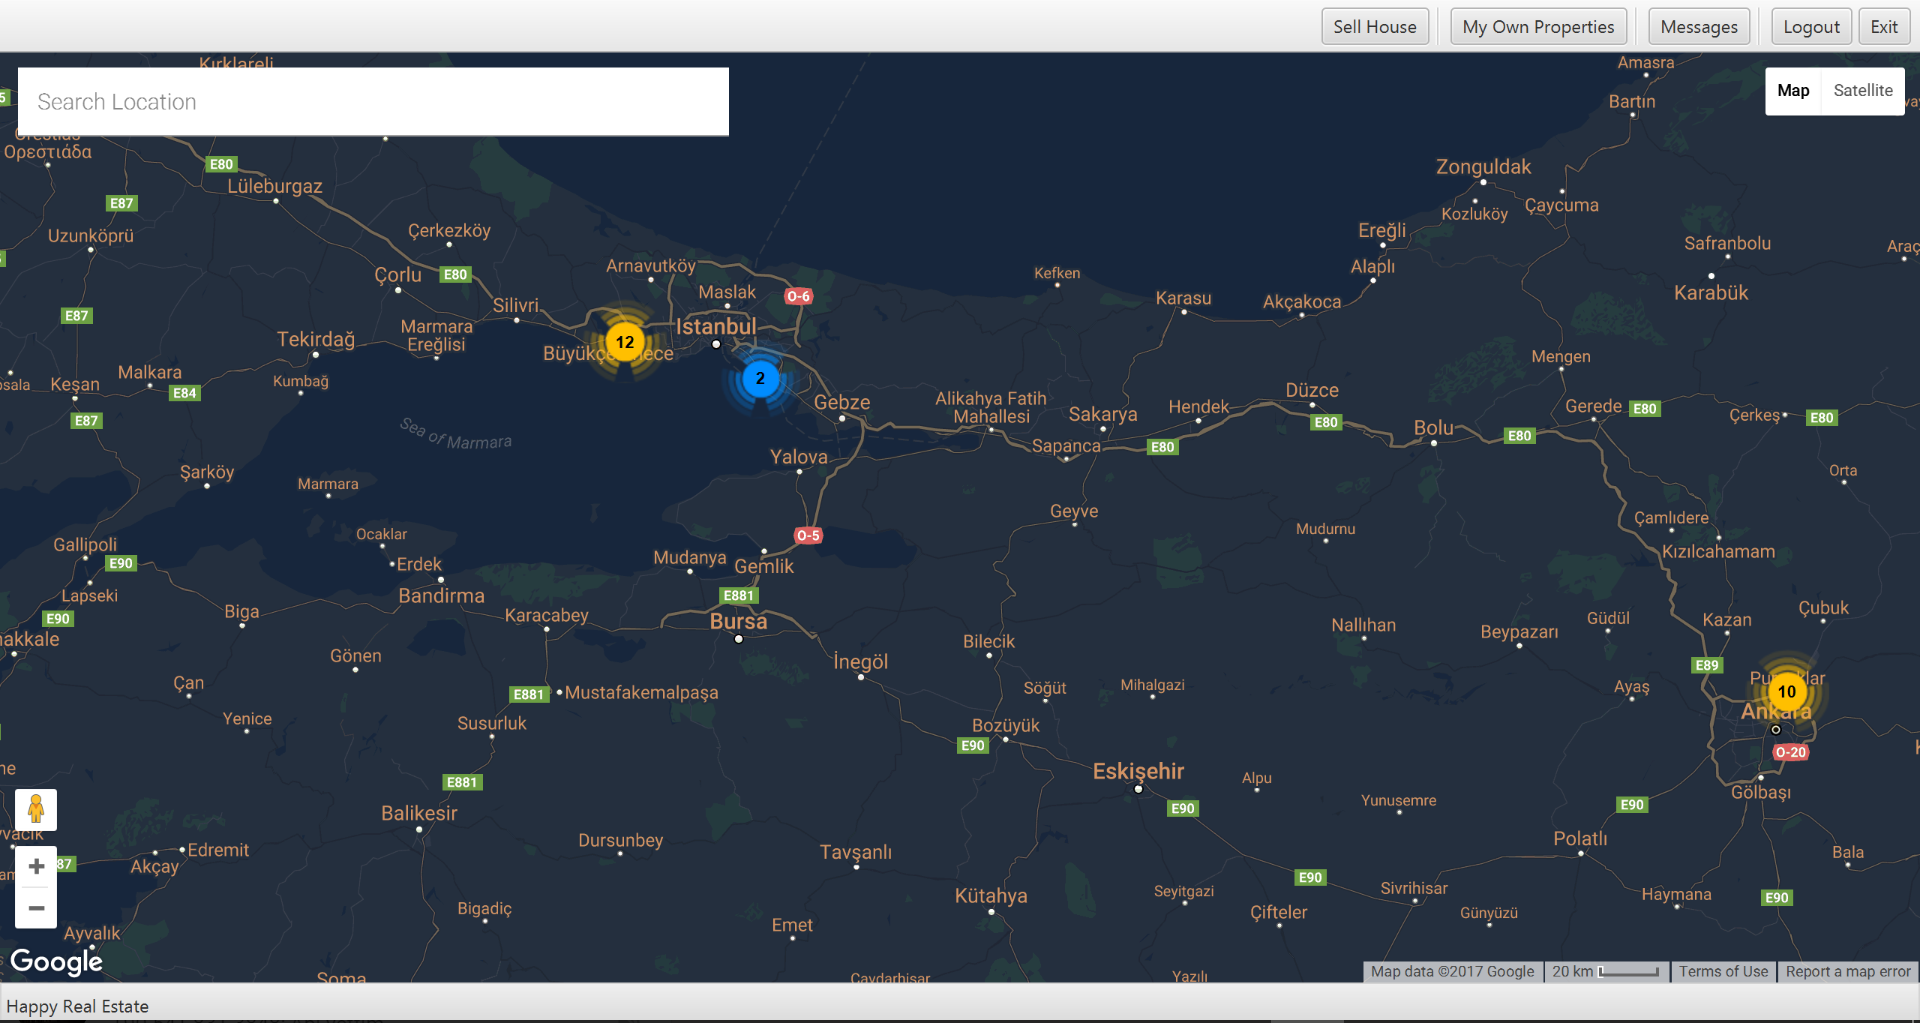 Sell House
My Own Properties
Messages
Logout
Exit
Kırklareli
Search Location
Map
Satellite
Amasra
Bartın
Ορεστιάδα
E80
Lüleburgaz
E87
Uzunköprü
Çerkezköy
Çorlu
E80
Arnavutköy
Maslak
O-6
Silivri
Istanbul
12
2
Büyükçekmece
Marmara
Ereğlisi
Tekirdağ
Kumbağ
E87
Malkara
E84
Keşan
E87
Sea of Marmara
Zonguldak
Kozluköy
Çaycuma
Ereğli
Alaplı
Kefken
Karasu
Akçakoca
Safranbolu
Karabük
Araç
Mengen
Gerede
E80
Çerkeş
E80
Düzce
E80
Bolu
E80
Hendek
Alikahya Fatih
Mahallesi
Sakarya
Sapanca
E80
Gebze
Yalova
Orta
Şarköy
Marmara
Ocaklar
Erdek
Bandirma
Gallipoli
E90
Lapseki
E90
Biga
Geyve
Mudurnu
Çamlıdere
Kızılcahamam
O-5
Mudanya
Gemlik
E881
Bursa
Karacabey
Gönen
Çan
Yenice
İnegöl
Bilecik
Söğüt
Mihalgazi
Nallıhan
Beypazarı
Güdül
Kazan
Çubuk
E89
Ayaş
10
Ankara
O-20
Gölbaşı
E881
Mustafakemalpaşa
Susurluk
E881
Balikesir
Bozüyük
E90
Eskişehir
E90
Alpu
Yunusemre
E90
Polatlı
Bala
87
Akçay
Edremit
Dursunbey
Tavşanlı
Kütahya
Seyitgazi
E90
Sivrihisar
Haymana
E90
Çifteler
Günyüzü
Bigadiç
Emet
Ayvalık
Google
Soma
Çavdarhisar
Yazılı
Map data ©2017 Google
20 km
Terms of Use
Report a map error
Happy Real Estate